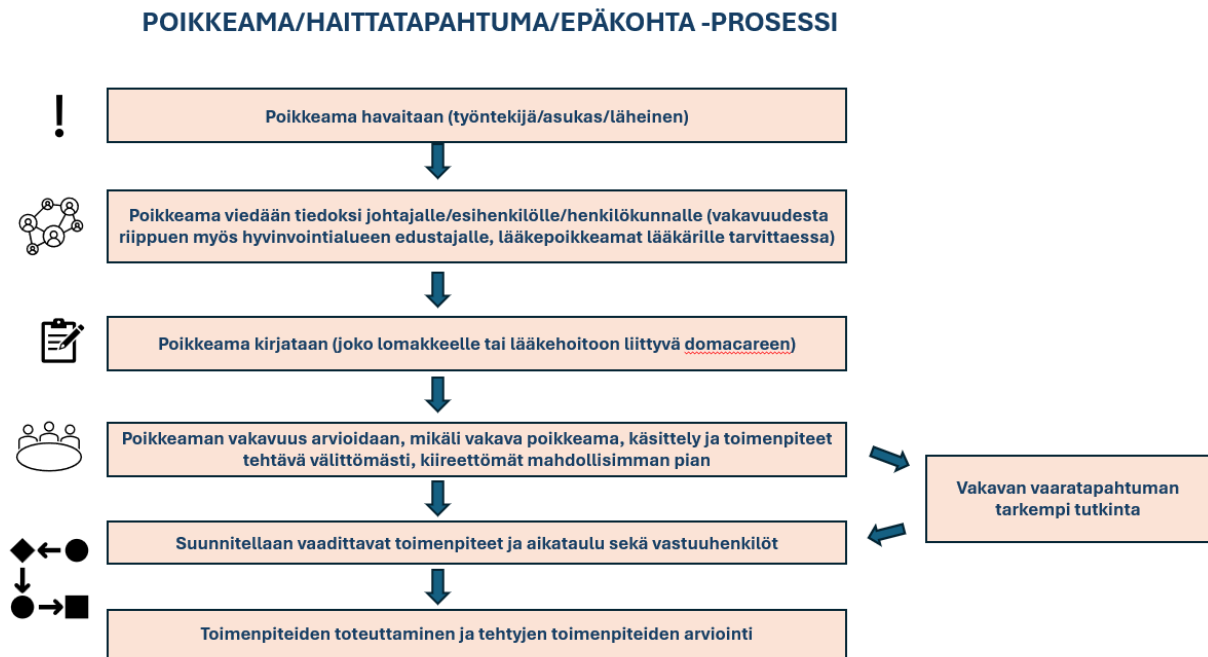 POIKKEAMA/HAITTATAPAHTUMA/EPÄKOHTA -PROSESSI
Poikkeama havaitaan (työntekijä/asukas/läheinen)
Poikkeama viedään tiedoksi johtajalle/esihenkilölle/henkilökunnalle (vakavuudesta
riippuen myös hyvinvointialueen edustajalle, lääkepoikkeamat lääkärille tarvittaessa)
Poikkeama kirjataan (joko lomakkeelle tai lääkehoitoon liittyvä domacareen)
Poikkeaman vakavuus arvioidaan, mikäli vakava poikkeama, käsittely ja toimenpiteet
tehtävä välittömästi, kiireettömät mahdollisimman pian
Vakavan vaaratapahtuman
tarkempi tutkinta
Suunnitellaan vaadittavat toimenpiteet ja aikataulu sekä vastuuhenkilöt
Toimenpiteiden toteuttaminen ja tehtyjen toimenpiteiden arviointi